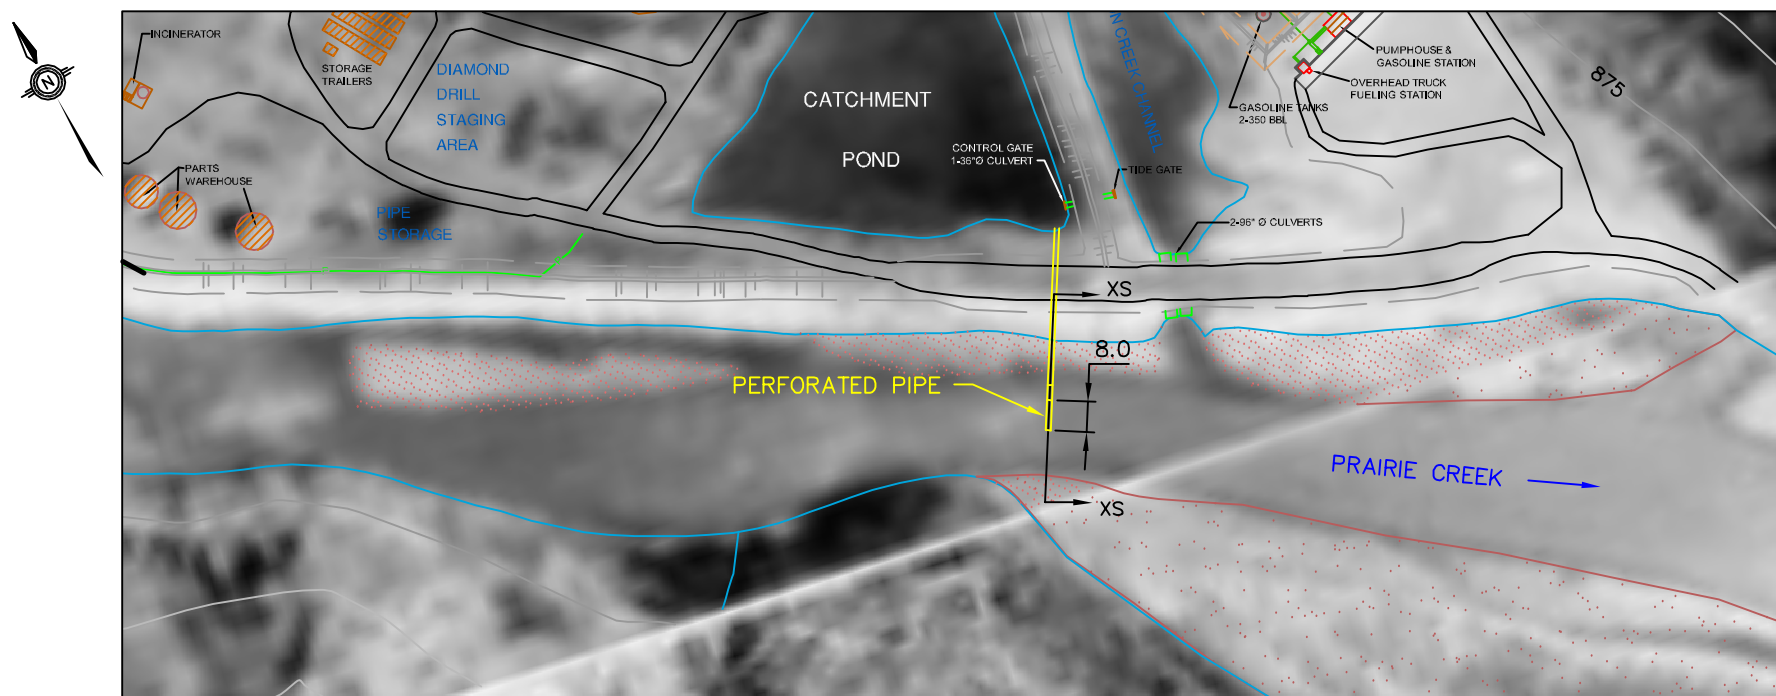 INCINERATOR
N
STORAGE
TRAILERS
DIAMOND
DRILL
STAGING
AREA
CATCHMENT
POND
CONTROL GATE
1-36"Ø CULVERT
CREEK CHANNEL
TIDE GATE
GASOLINE TANKS
2-350 BBL
PUMPHOUSE &
GASOLINE STATION
OVERHEAD TRUCK
FUELING STATION
875
PARTS
WAREHOUSE
PIPE
STORAGE
2-96" Ø CULVERTS
XS
8.0
PERFORATED PIPE
PRAIRIE CREEK
XS